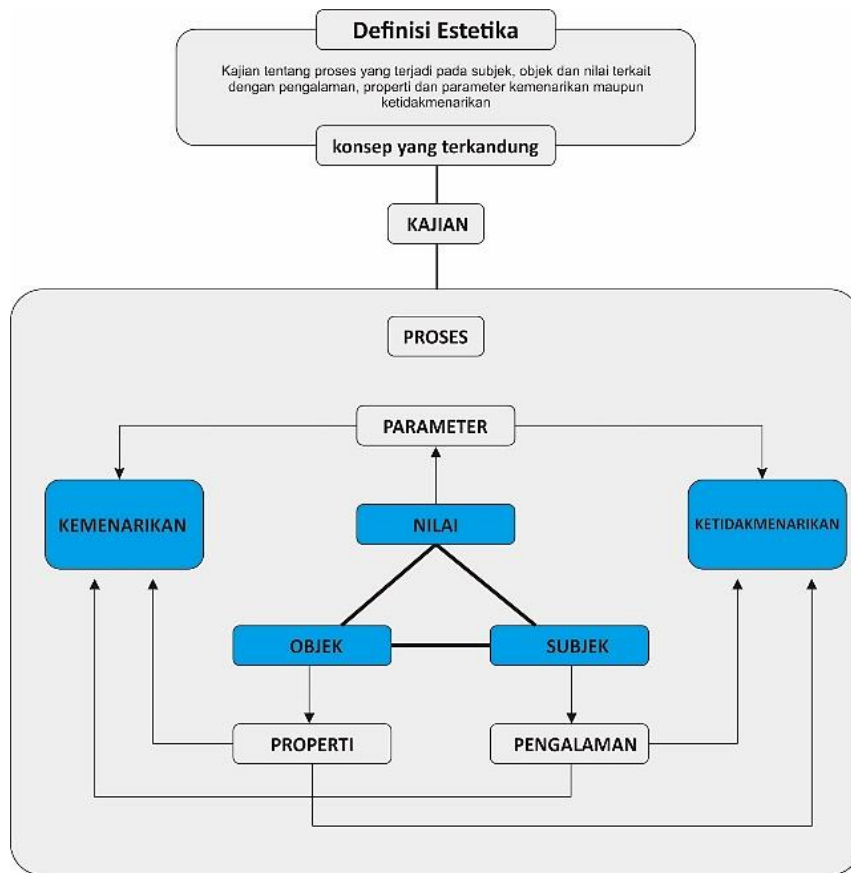 Definisi Estetika
Kajian tentang proses yang terjadi pada subjek, objek dan nilai terkait
dengan pengalaman, properti dan parameter kemenarikan maupun
ketidakmenarikan
konsep yang terkandung
KAJIAN
PROSES
PARAMETER
KEMENARIKAN
NILAI
KETIDAKMENARIKAN
OBJEK
SUBJEK
PROPERTI
PENGALAMAN